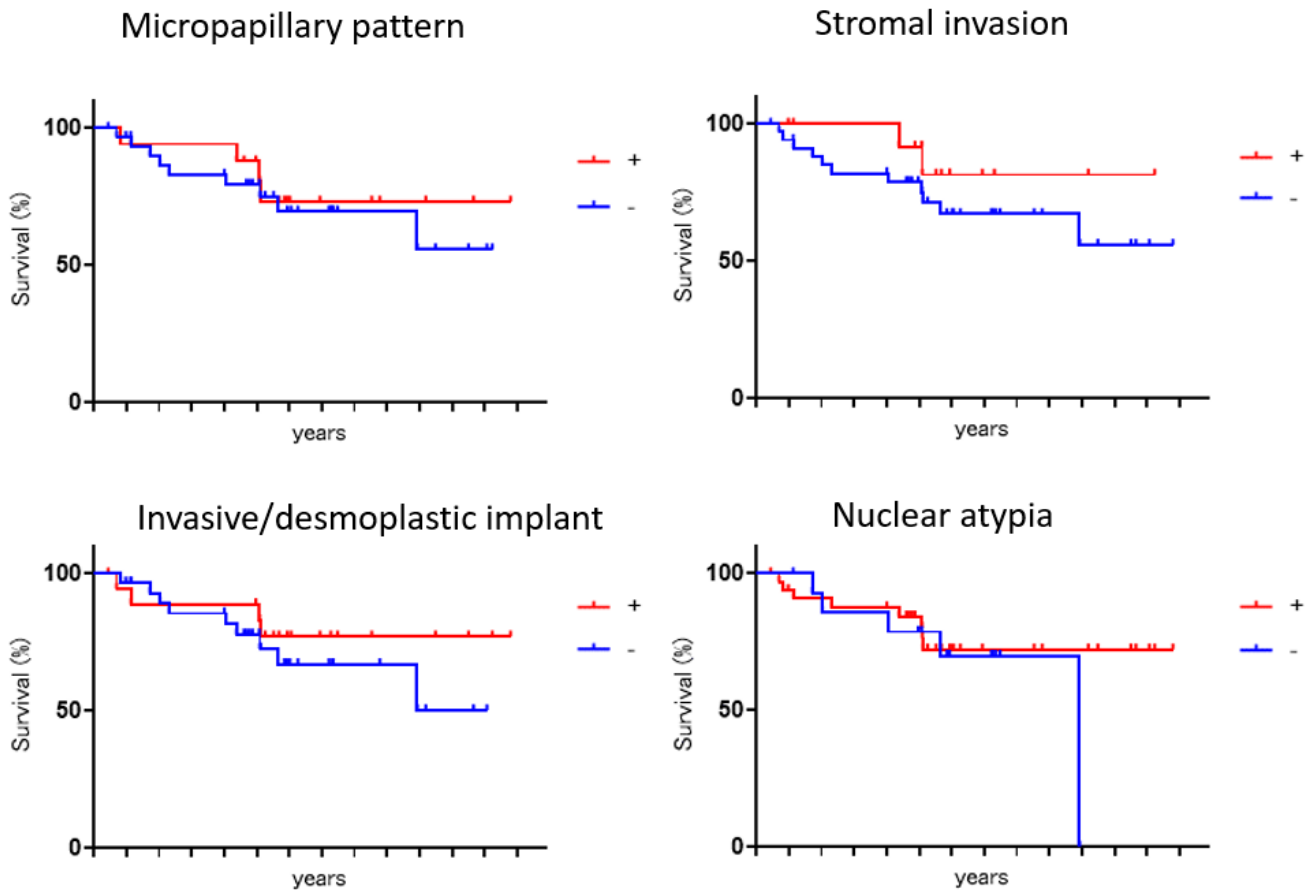 Micropapillary pattern
100
50
0
Survival (%)
years
+
-
Stromal invasion
100
50
0
Survival (%)
years
+
-
Invasive/desmoplastic implant
100
50
0
Survival (%)
years
+
-
Nuclear atypia
100
50
0
Survival (%)
years
+
-